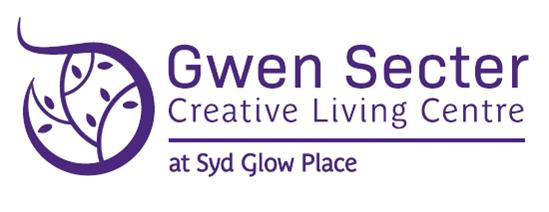 Gwen Secter
Creative Living Centre
at Syd Glow Place